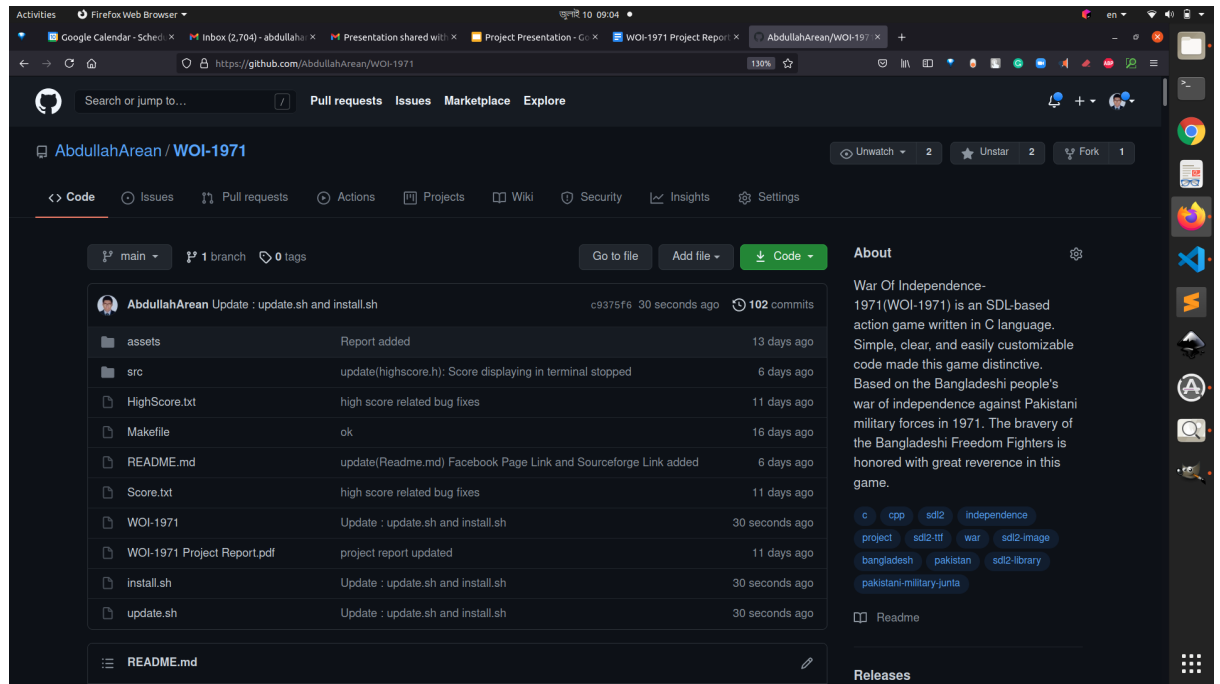 Activities Firefox Web Browser জুলাই 10 09:04 en
Google Calendar - Schedu × Inbox (2,704) - abdullaha × Presentation shared with × Project Presentation - Go × WOI-1971 Project Report × AbdullahArean/WOI-197 × +
https://github.com/AbdullahArean/WOI-1971 130%
Search or jump to... / Pull requests Issues Marketplace Explore
AbdullahArean / WOI-1971 Unwatch 2 Unstar 2 Fork 1
Code Issues Pull requests Actions Projects Wiki Security Insights Settings
main 1 branch 0 tags Go to file Add file Code
AbdullahArean Update : update.sh and install.sh c9375f6 30 seconds ago 102 commits
assets Report added 13 days ago
src update(highscore.h): Score displaying in terminal stopped 6 days ago
HighScore.txt high score related bug fixes 11 days ago
Makefile ok 16 days ago
README.md update(Readme.md) Facebook Page Link and Sourceforge Link added 6 days ago
Score.txt high score related bug fixes 11 days ago
WOI-1971 Update : update.sh and install.sh 30 seconds ago
WOI-1971 Project Report.pdf project report updated 11 days ago
install.sh Update : update.sh and install.sh 30 seconds ago
update.sh Update : update.sh and install.sh 30 seconds ago
README.md
About
War Of Independence-
1971(WOI-1971) is an SDL-based
action game written in C language.
Simple, clear, and easily customizable
code made this game distinctive.
Based on the Bangladeshi people's
war of independence against Pakistani
military forces in 1971. The bravery of
the Bangladeshi Freedom Fighters is
honored with great reverence in this
game.
c cpp sdl2 independence
project sdl2-ttf war sdl2-image
bangladesh pakistan sdl2-library
pakistani-military-junta
Readme
Releases